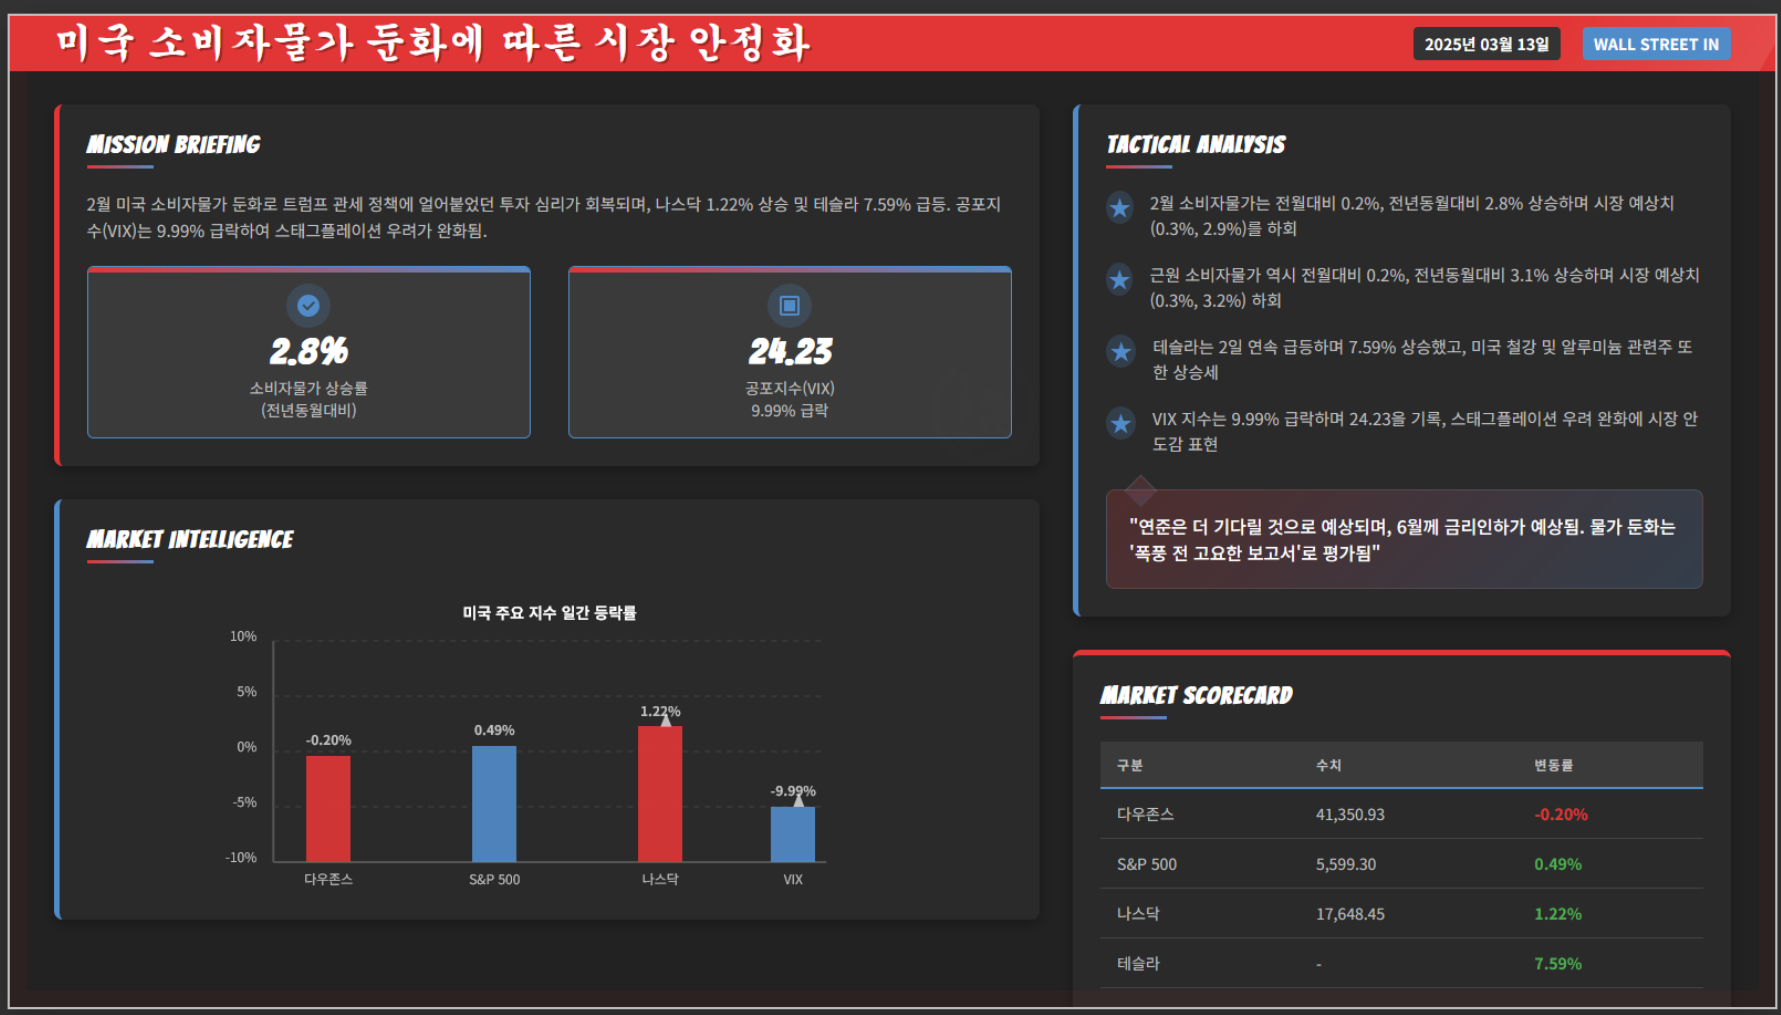 미국 소비자물가 둔화에 따른 시장 안정화
2025년 03월 13일
WALL STREET IN
MISSION BRIEFING
2월 미국 소비자물가 둔화로 트럼프 관세 정책에 얼어붙었던 투자 심리가 회복되며, 나스닥 1.22% 상승 및 테슬라 7.59% 급등. 공포지
수(VIX)는 9.99% 급락하여 스태그플레이션 우려가 완화됨.
2.8%
소비자물가 상승률
(전년동월대비)
24.23
공포지수(VIX)
9.99% 급락
MARKET INTELLIGENCE
미국 주요 지수 일간 등락률
10%
5%
0%
-5%
-10%
-0.20%
0.49%
1.22%
-9.99%
다우존스
S&P 500
나스닥
VIX
TACTICAL ANALYSIS
2월 소비자물가는 전월대비 0.2%, 전년동월대비 2.8% 상승하며 시장 예상치
(0.3%, 2.9%)를 하회
근원 소비자물가 역시 전월대비 0.2%, 전년동월대비 3.1% 상승하며 시장 예상치
(0.3%, 3.2%) 하회
테슬라는 2일 연속 급등하며 7.59% 상승했고, 미국 철강 및 알루미늄 관련주 또
한 상승세
VIX 지수는 9.99% 급락하며 24.23을 기록, 스태그플레이션 우려 완화에 시장 안
도감 표현
"연준은 더 기다릴 것으로 예상되며, 6월께 금리인하가 예상됨. 물가 둔화는
'폭풍 전 고요한 보고서'로 평가됨"
MARKET SCORECARD
구분 수치 변동률
다우존스 41,350.93 -0.20%
S&P 500 5,599.30 0.49%
나스닥 17,648.45 1.22%
테슬라 - 7.59%